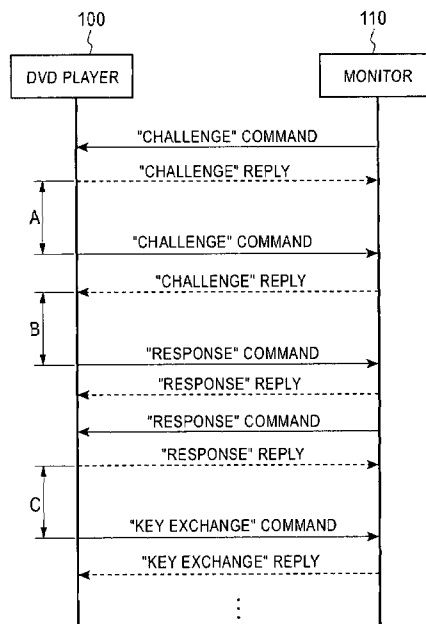 100
110
DVD PLAYER
MONITOR
"CHALLENGE" COMMAND
"CHALLENGE" REPLY
A
"CHALLENGE" COMMAND
"CHALLENGE" REPLY
B
"RESPONSE" COMMAND
"RESPONSE" REPLY
"RESPONSE" COMMAND
"RESPONSE" REPLY
C
"KEY EXCHANGE" COMMAND
"KEY EXCHANGE" REPLY
⋮